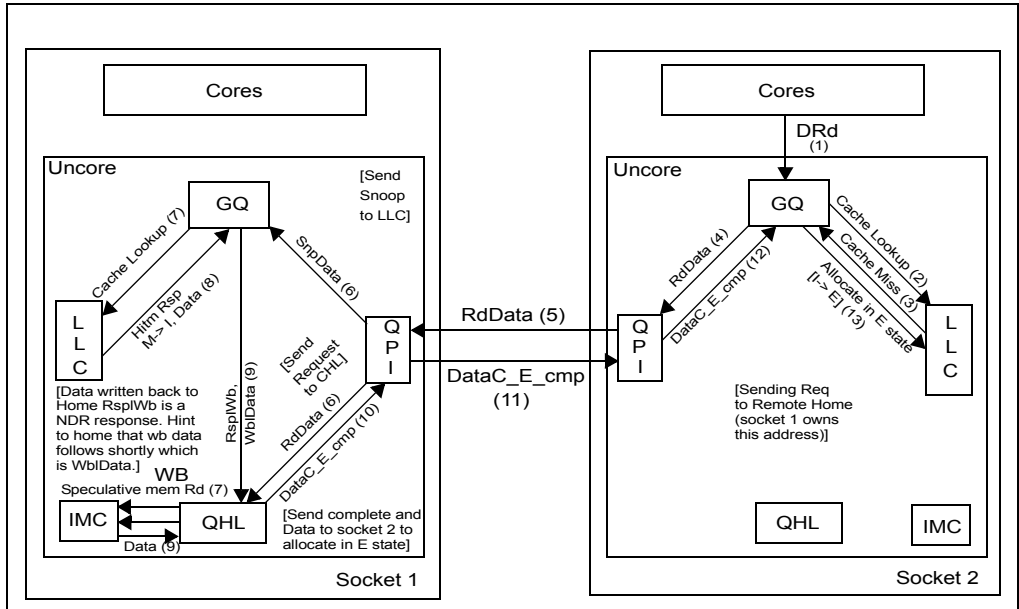 Cores
Uncore
GQ
[Send
Snoop
to LLC]
Cache Lookup (7)
Hitm Rsp
M-> I, Data (8)
SnpData (6)
L
L
C
Q
P
I
[Send
Request
to CHL]
RspIWb,
WblData (9)
RdData (6)
DataC_E_cmp (10)
[Data written back to
Home RspIWb is a
NDR response. Hint
to home that wb data
follows shortly which
is WblData.]
WB
Speculative mem Rd (7)
IMC
QHL
Data (9)
[Send complete and
Data to socket 2 to
allocate in E state]
Socket 1
RdData (5)
DataC_E_cmp
(11)
Cores
DRd
(1)
Uncore
GQ
Cache Lookup (2)
Cache Miss (3)
Allocate in E state
[I-> E] (13)
RdData (4)
DataC_E_cmp (12)
Q
P
I
L
L
C
[Sending Req
to Remote Home
(socket 1 owns
this address)]
QHL
IMC
Socket 2